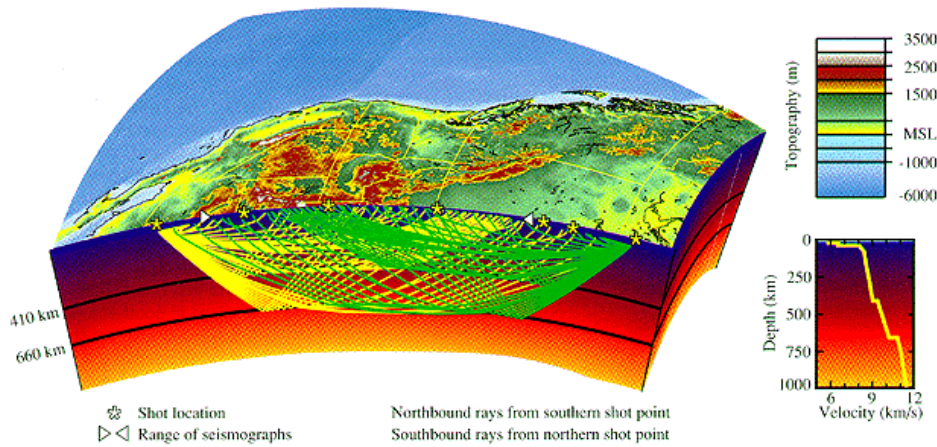 3500
2500
1500
MSL
-1000
-6000
Topography (m)
410 km
660 km
0
250
500
750
1000
Depth (km)
6 9 12
Velocity (km/s)
Shot location
Range of seismographs
Northbound rays from southern shot point
Southbound rays from northern shot point